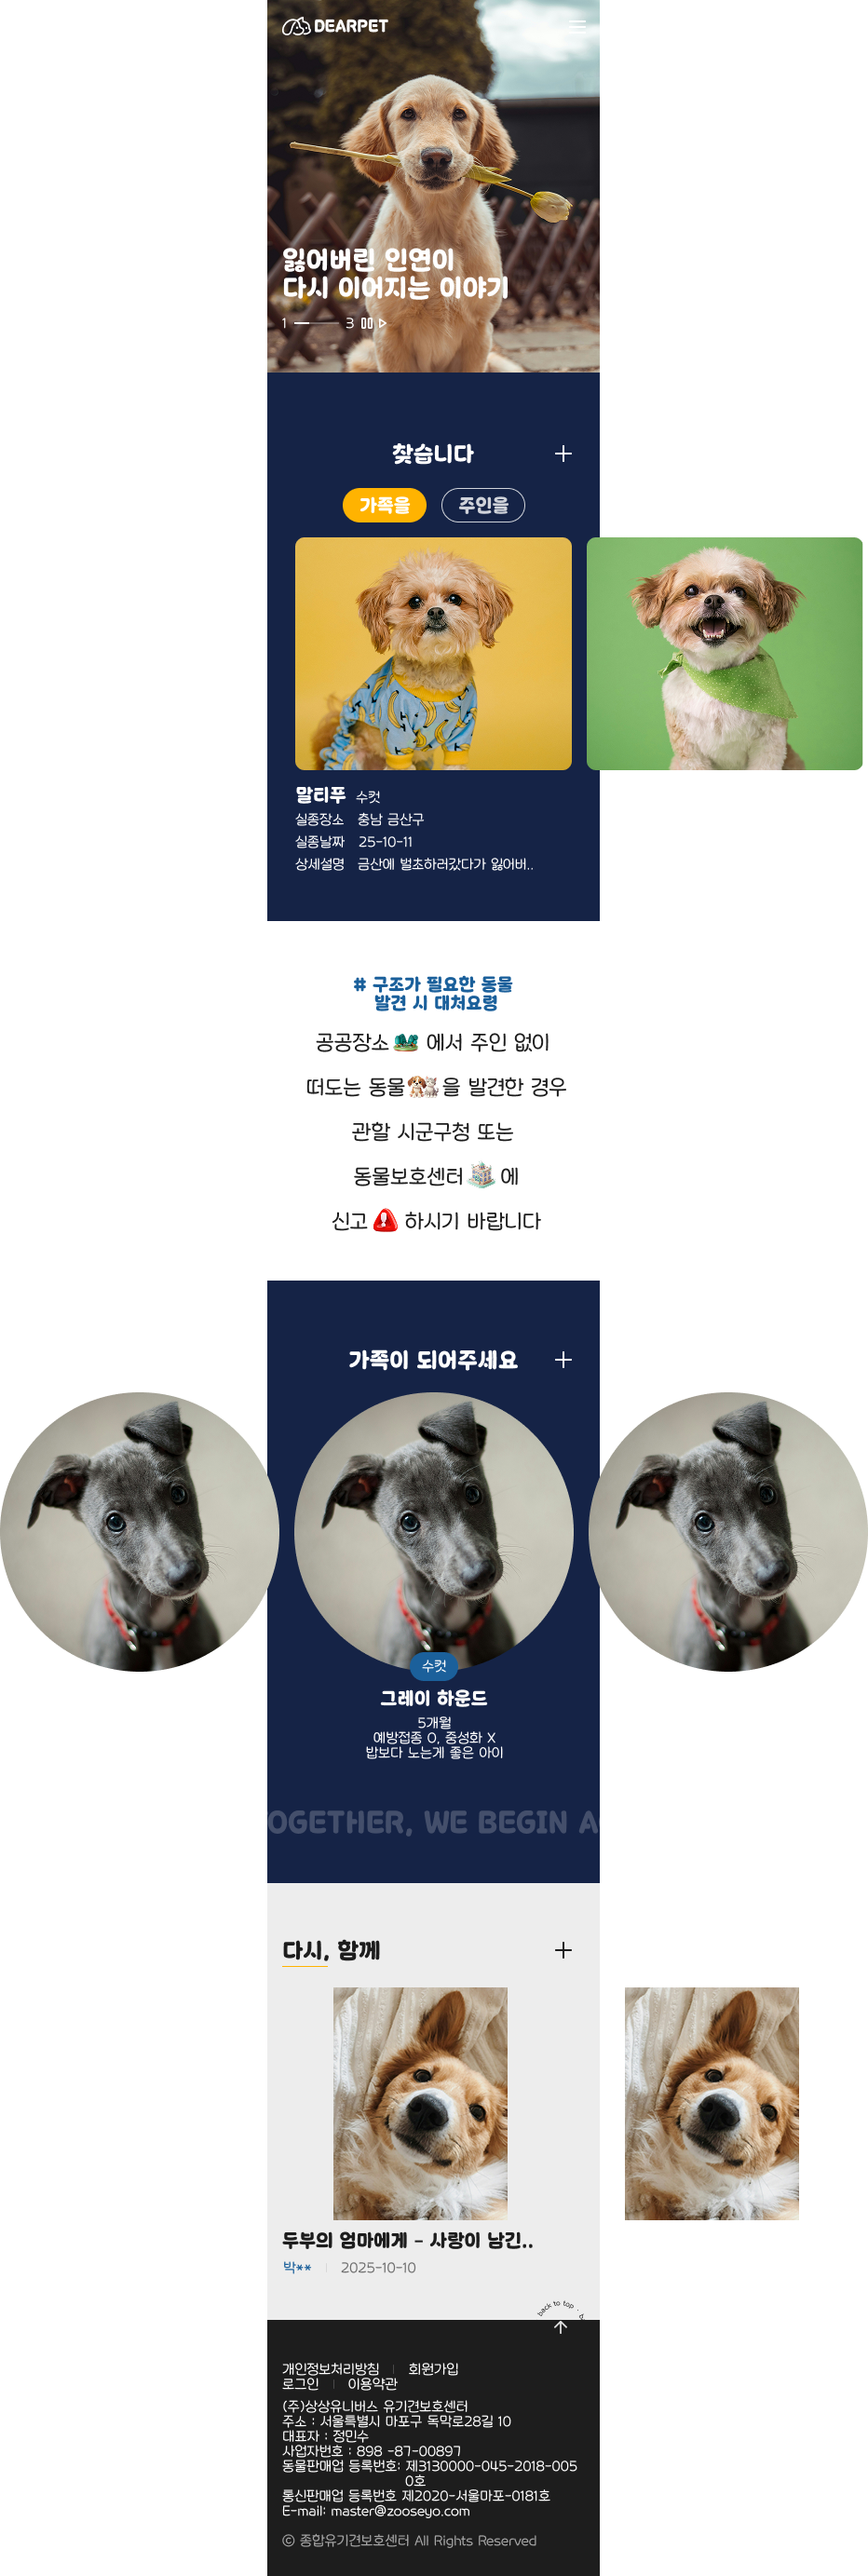 DEARPET
잃어버린 인연이
다시 이어지는 이야기
1 3
찾습니다
가족을 주인을
말티푸 수컷
실종장소 충남 금산구
실종날짜 25-10-11
상세설명 금산에 벌초하러갔다가 잃어버..
# 구조가 필요한 동물
발견 시 대처요령
공공장소 에서 주인 없이
떠도는 동물 을 발견한 경우
관할 시군구청 또는
동물보호센터 에
신고 하시기 바랍니다
가족이 되어주세요
수컷
그레이 하운드
5개월
예방접종 O, 중성화 X
밥보다 노는게 좋은 아이
OGETHER, WE BEGIN A
다시, 함께
두부의 엄마에게 - 사랑이 남긴..
박** 2025-10-10
back to top · b
개인정보처리방침 회원가입
로그인 이용약관
(주)상상유니버스 유기견보호센터
주소 : 서울특별시 마포구 독막로28길 10
대표자 : 정민수
사업자번호 : 898 -87-00897
동물판매업 등록번호: 제3130000-045-2018-005
0호
통신판매업 등록번호 제2020-서울마포-0181호
E-mail: master@zooseyo.com
© 종합유기견보호센터 All Rights Reserved